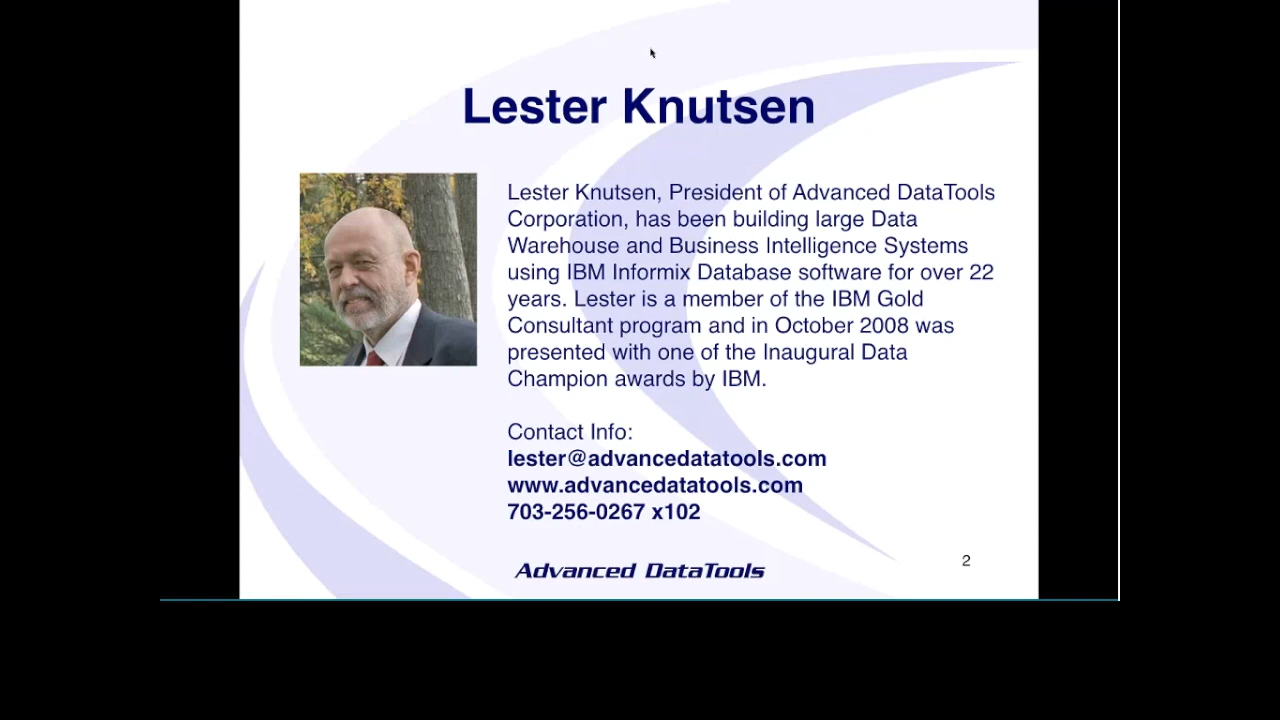 Lester Knutsen
Lester Knutsen, President of Advanced DataTools
Corporation, has been building large Data
Warehouse and Business Intelligence Systems
using IBM Informix Database software for over 22
years. Lester is a member of the IBM Gold
Consultant program and in October 2008 was
presented with one of the Inaugural Data
Champion awards by IBM.
Contact Info:
lester@advancedatatools.com
www.advancedatatools.com
703-256-0267 x102
Advanced DataTools
2